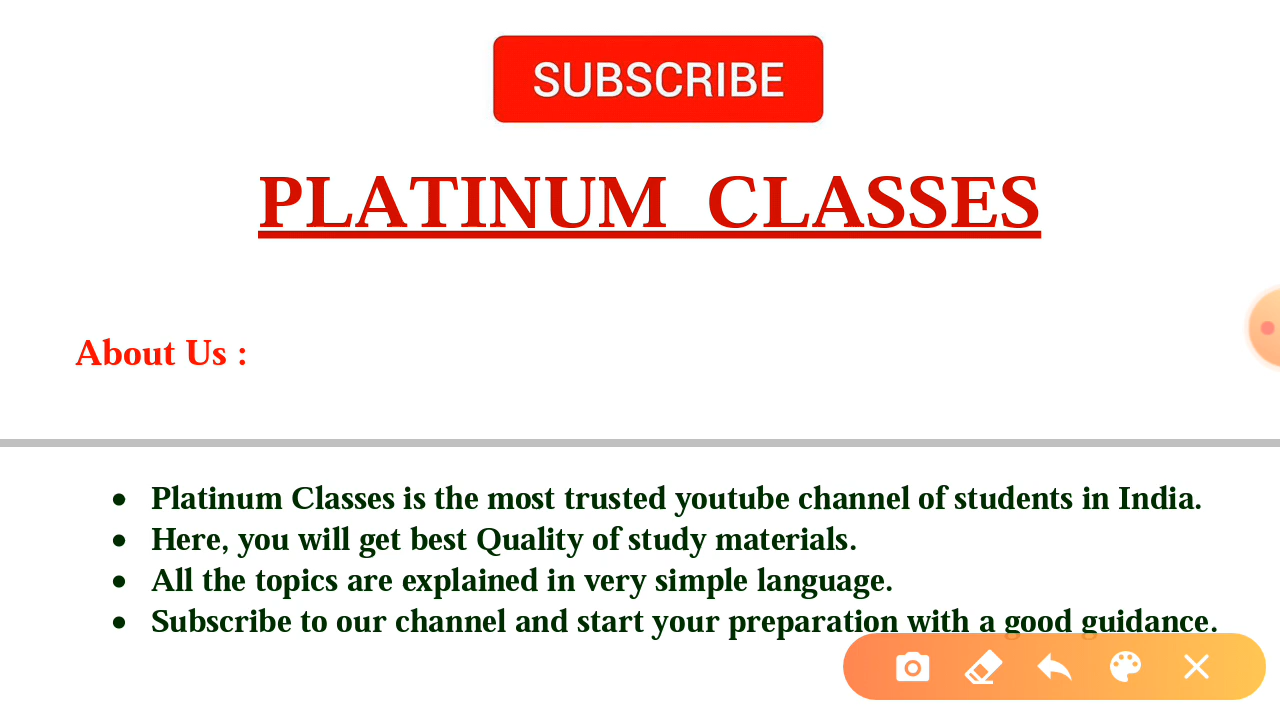 SUBSCRIBE
PLATINUM CLASSES
About Us :
• Platinum Classes is the most trusted youtube channel of students in India.
• Here, you will get best Quality of study materials.
• All the topics are explained in very simple language.
• Subscribe to our channel and start your preparation with a good guidance.